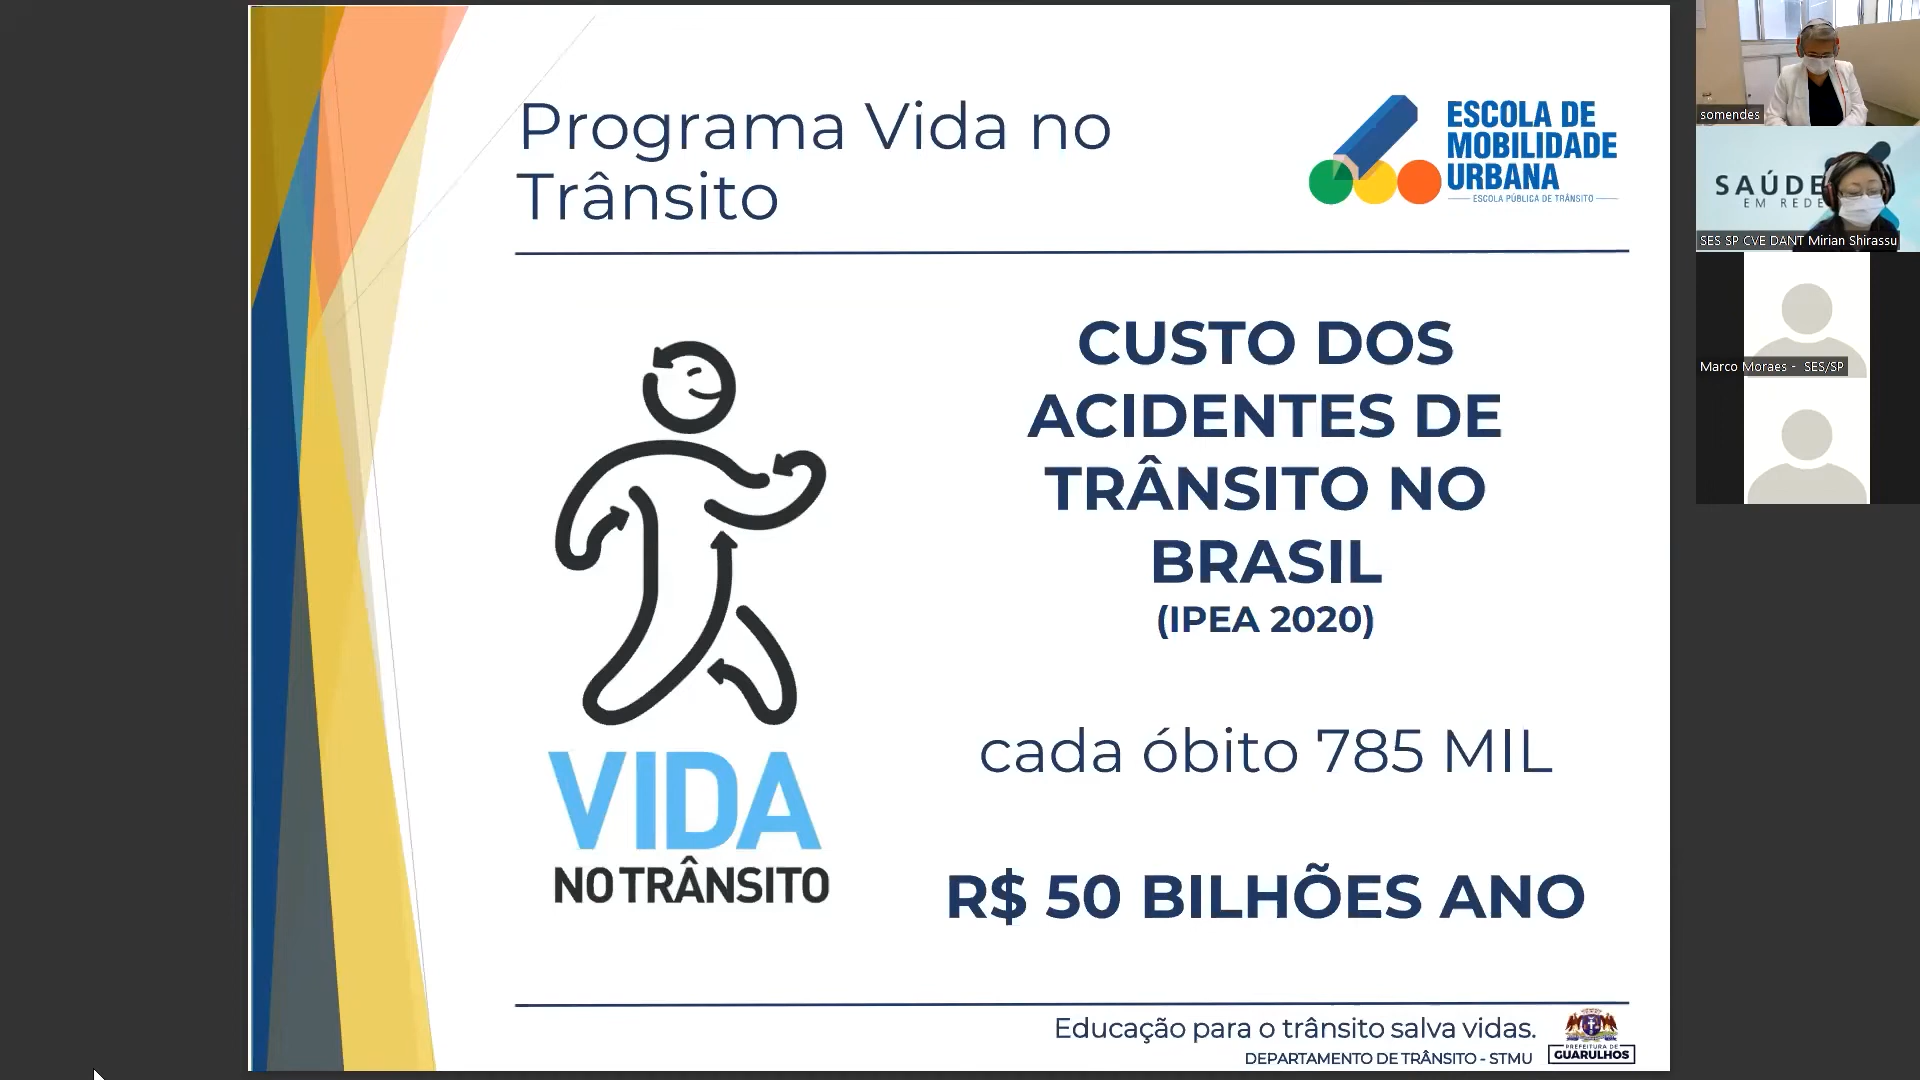 Programa Vida no
Trânsito
ESCOLA DE
MOBILIDADE
URBANA
ESCOLA PÚBLICA DE TRÂNSITO
CUSTO DOS
ACIDENTES DE
TRÂNSITO NO
BRASIL
(IPEA 2020)
cada óbito 785 MIL
R$ 50 BILHÕES ANO
VIDA
NO TRÂNSITO
Educação para o trânsito salva vidas.
DEPARTAMENTO DE TRÂNSITO - STMU
PREFEITURA DE
GUARULHOS
somendes
SAÚDE
EM REDE
SES SP CVE DANT Mirian Shirassu
Marco Moraes - SES/SP